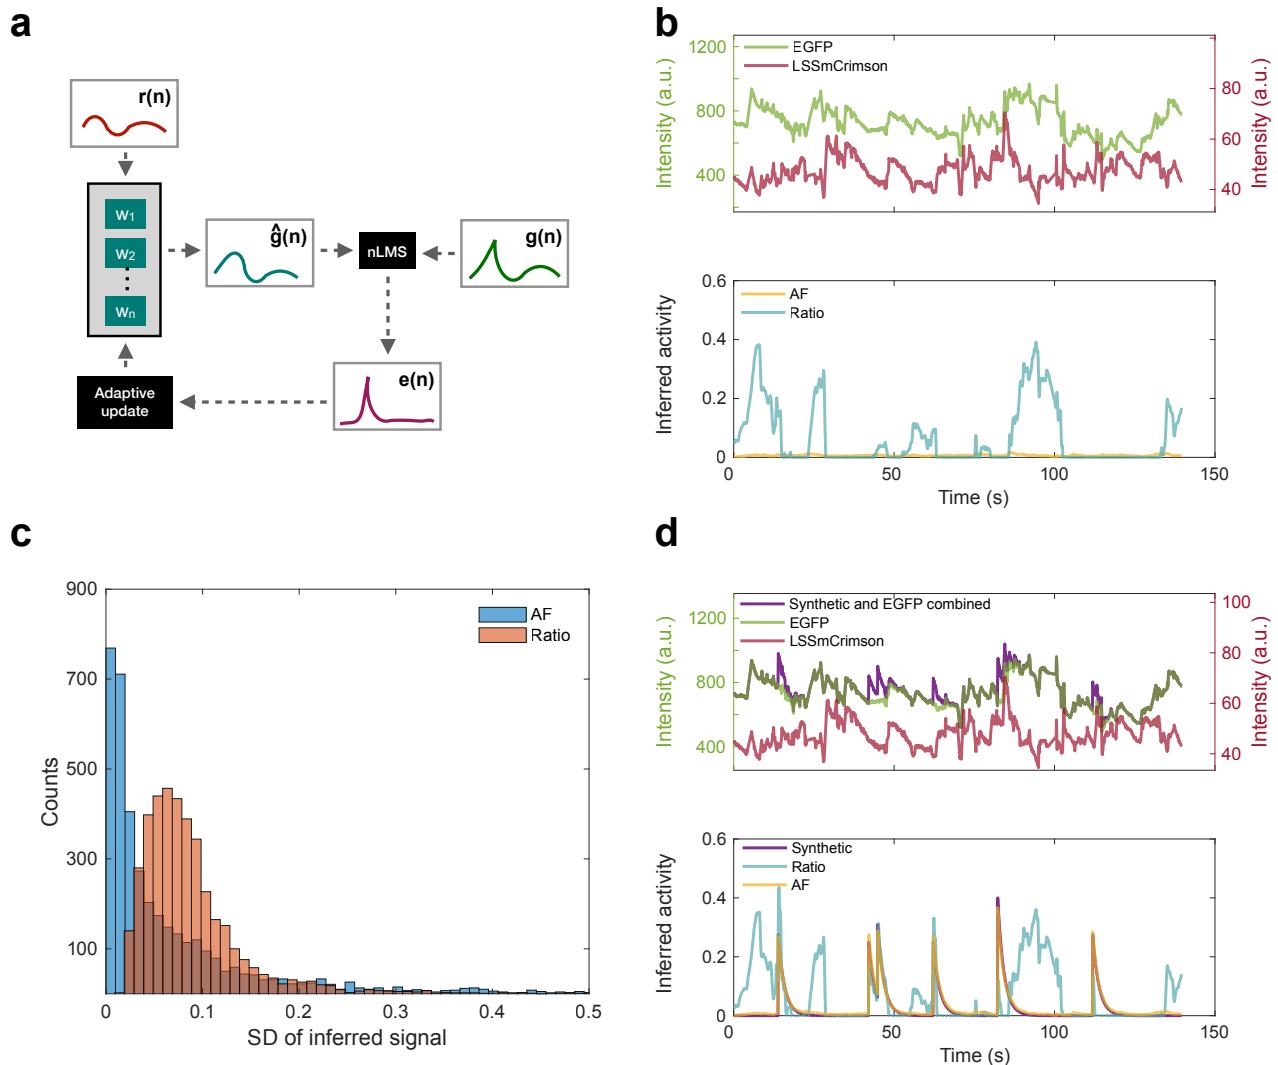 a
r(n)
w1
w2
wn
ĝ(n)
nLMS
g(n)
e(n)
Adaptive
update
b
EGFP
LSSmCrimson
Intensity (a.u.)
1200
800
400
80
60
40
Intensity (a.u.)
AF
Ratio
Inferred activity
0.6
0.4
0.2
0
0
50
100
150
Time (s)
c
AF
Ratio
Counts
900
700
500
300
100
0
0.1
0.2
0.3
0.4
0.5
SD of inferred signal
d
Synthetic and EGFP combined
EGFP
LSSmCrimson
Intensity (a.u.)
1200
800
400
100
80
60
40
Intensity (a.u.)
Synthetic
Ratio
AF
Inferred activity
0.6
0.4
0.2
0
0
50
100
150
Time (s)